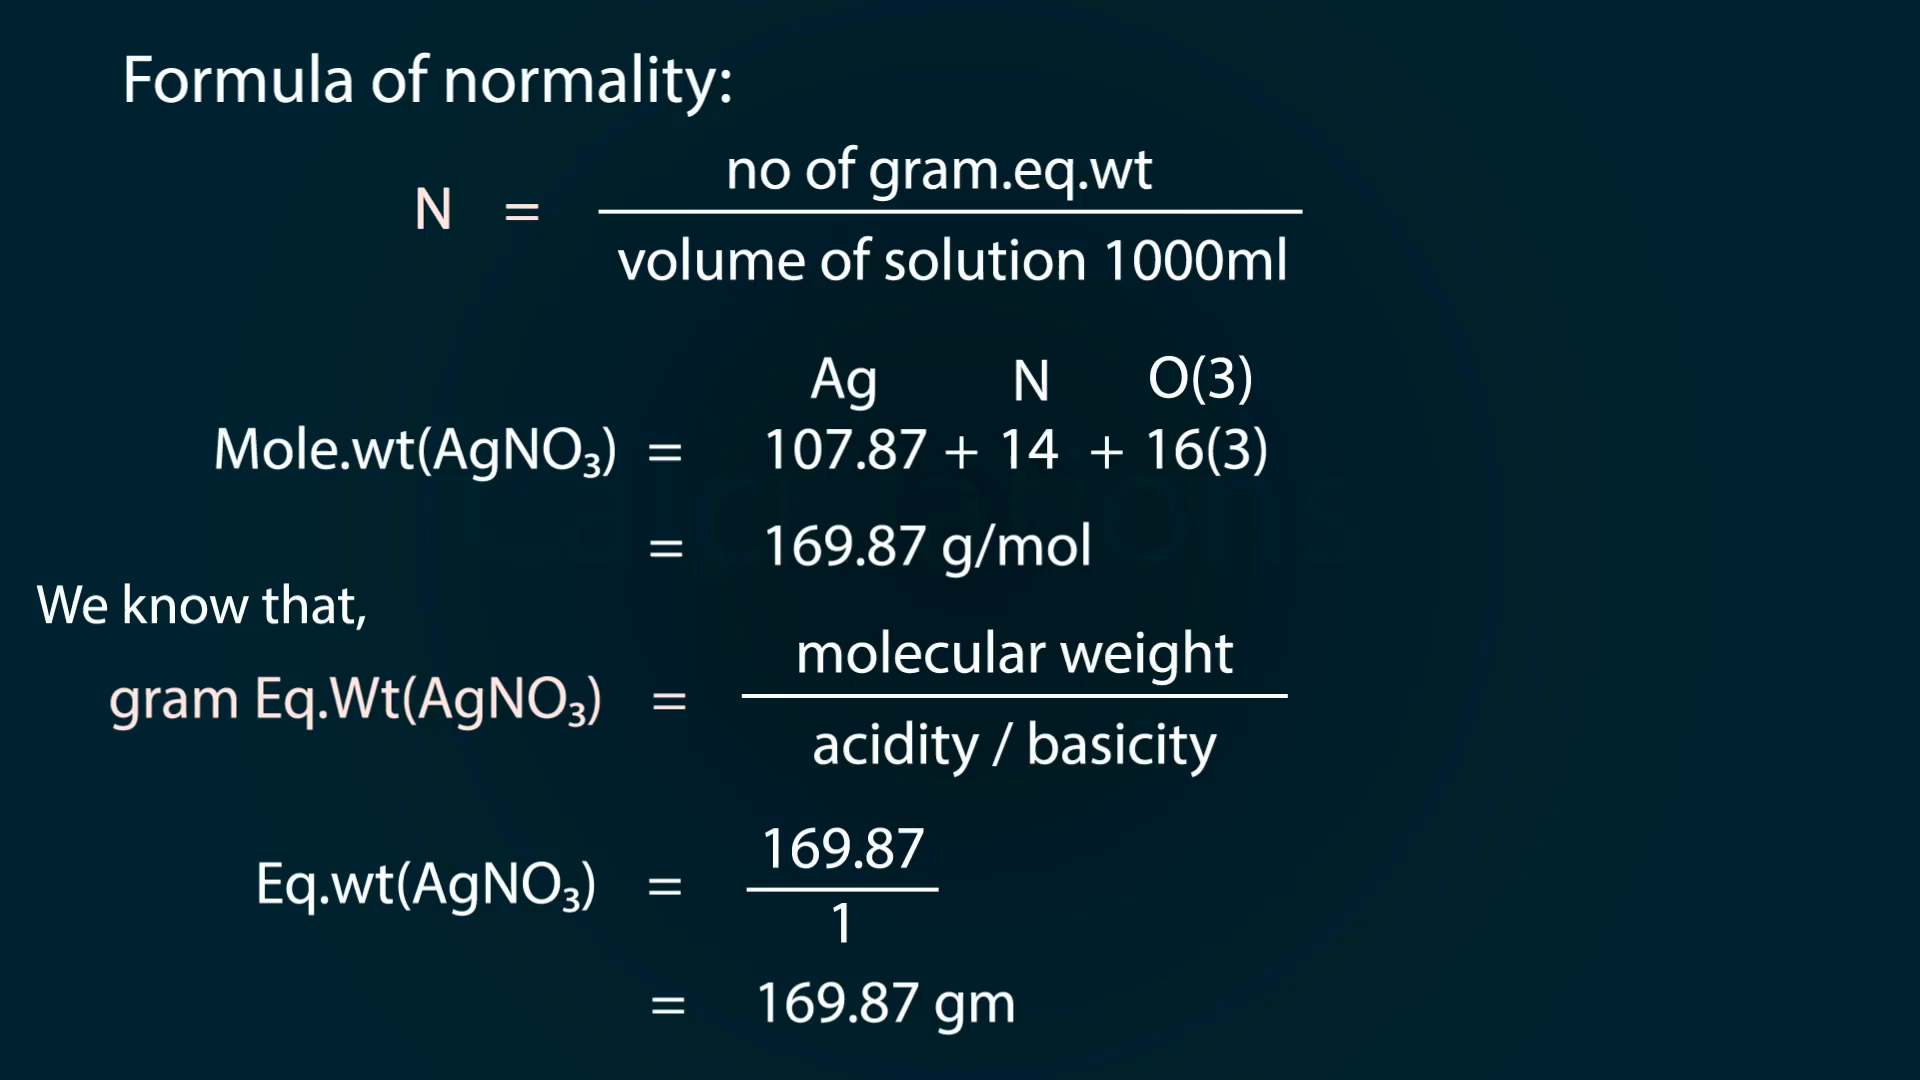 Formula of normality:
no of gram.eq.wt
N =
volume of solution 1000ml
Ag N O(3)
Mole.wt(AgNO₃) = 107.87 + 14 + 16(3)
= 169.87 g/mol
We know that,
molecular weight
gram Eq.Wt(AgNO₃) =
acidity / basicity
169.87
Eq.wt(AgNO₃) =
1
= 169.87 gm
Calculations